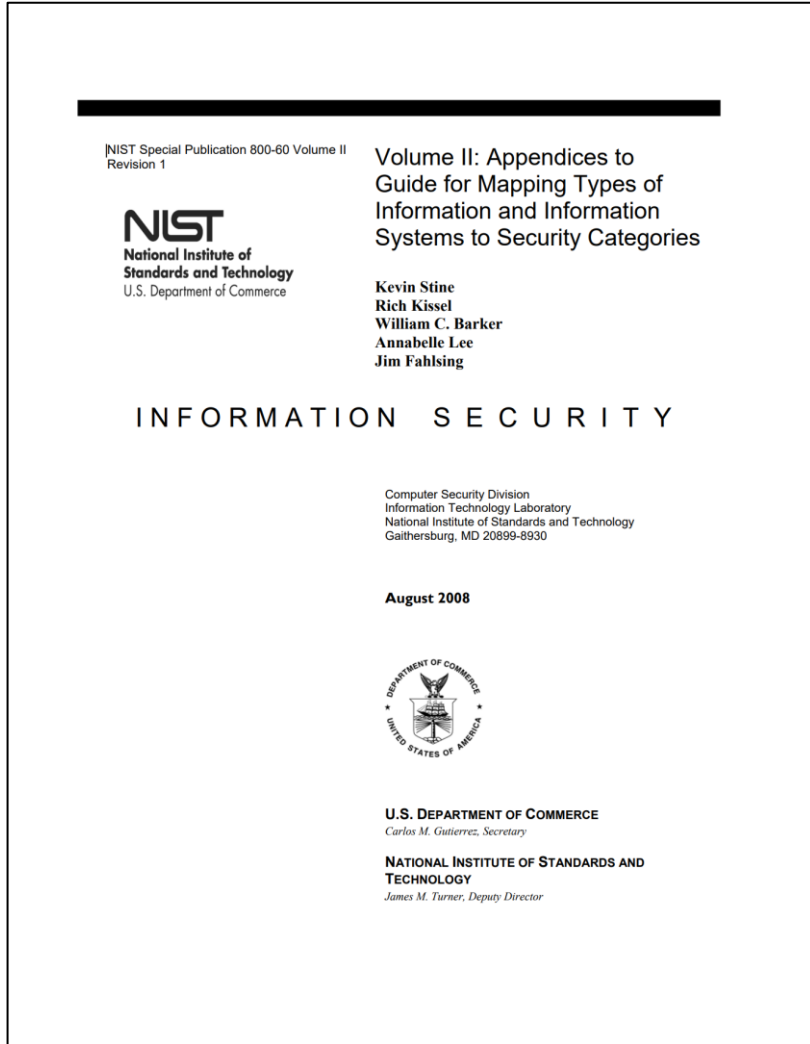 NIST Special Publication 800-60 Volume II
Revision 1
NIST
National Institute of
Standards and Technology
U.S. Department of Commerce
Volume II: Appendices to
Guide for Mapping Types of
Information and Information
Systems to Security Categories
Kevin Stine
Rich Kissel
William C. Barker
Annabelle Lee
Jim Fahlsing
INFORMATION SECURITY
Computer Security Division
Information Technology Laboratory
National Institute of Standards and Technology
Gaithersburg, MD 20899-8930
August 2008
DEPARTMENT OF COMMERCE
UNITED STATES OF AMERICA
U.S. DEPARTMENT OF COMMERCE
Carlos M. Gutierrez, Secretary
NATIONAL INSTITUTE OF STANDARDS AND
TECHNOLOGY
James M. Turner, Deputy Director